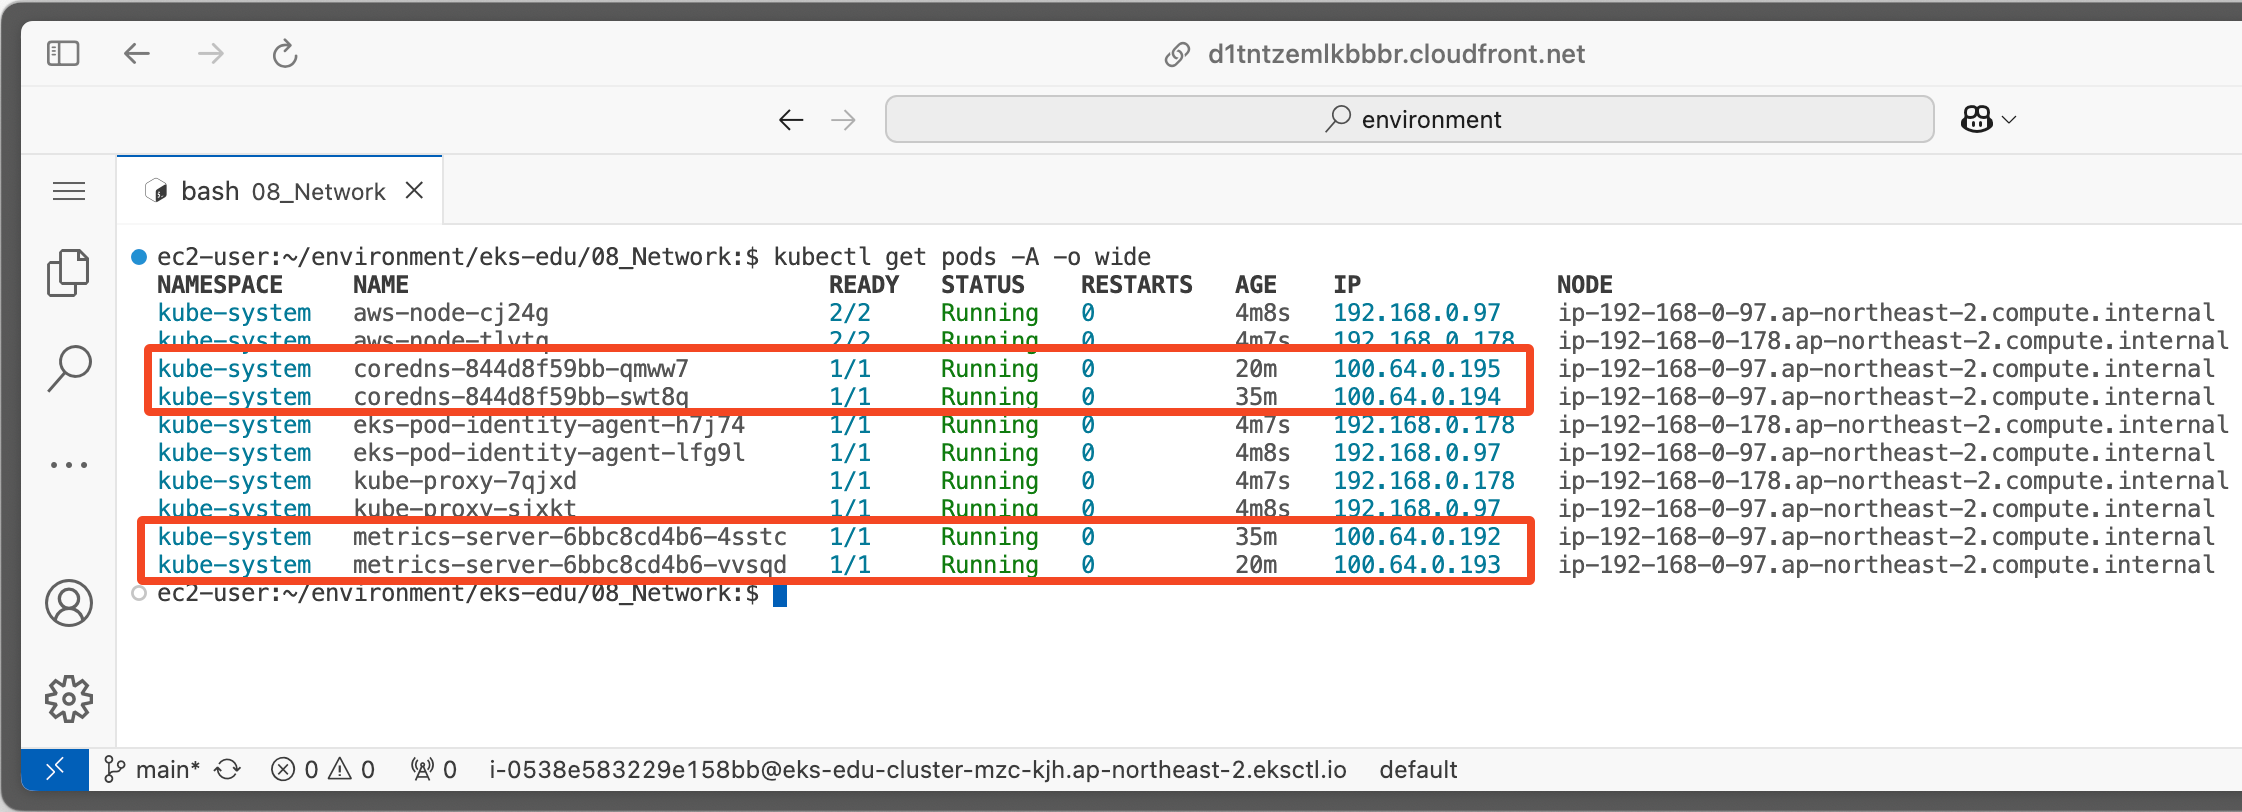 d1tntzemlkbbbr.cloudfront.net
environment
bash 08_Network
ec2-user:~/environment/eks-edu/08_Network:$ kubectl get pods -A -o wide
NAMESPACE NAME READY STATUS RESTARTS AGE IP NODE
kube-system aws-node-cj24g 2/2 Running 0 4m8s 192.168.0.97 ip-192-168-0-97.ap-northeast-2.compute.internal
kube-system aws-node-tlvtq 2/2 Running 0 4m7s 192.168.0.178 ip-192-168-0-178.ap-northeast-2.compute.internal
kube-system coredns-844d8f59bb-qmww7 1/1 Running 0 20m 100.64.0.195 ip-192-168-0-97.ap-northeast-2.compute.internal
kube-system coredns-844d8f59bb-swt8q 1/1 Running 0 35m 100.64.0.194 ip-192-168-0-97.ap-northeast-2.compute.internal
kube-system eks-pod-identity-agent-h7j74 1/1 Running 0 4m7s 192.168.0.178 ip-192-168-0-178.ap-northeast-2.compute.internal
kube-system eks-pod-identity-agent-lfg9l 1/1 Running 0 4m8s 192.168.0.97 ip-192-168-0-97.ap-northeast-2.compute.internal
kube-system kube-proxy-7qjxd 1/1 Running 0 4m7s 192.168.0.178 ip-192-168-0-178.ap-northeast-2.compute.internal
kube-system kube-proxy-sjxkt 1/1 Running 0 4m8s 192.168.0.97 ip-192-168-0-97.ap-northeast-2.compute.internal
kube-system metrics-server-6bbc8cd4b6-4sstc 1/1 Running 0 35m 100.64.0.192 ip-192-168-0-97.ap-northeast-2.compute.internal
kube-system metrics-server-6bbc8cd4b6-vvsqd 1/1 Running 0 20m 100.64.0.193 ip-192-168-0-97.ap-northeast-2.compute.internal
ec2-user:~/environment/eks-edu/08_Network:$
main* 0 0 0 i-0538e583229e158bb@eks-edu-cluster-mzc-kjh.ap-northeast-2.eksctl.io default